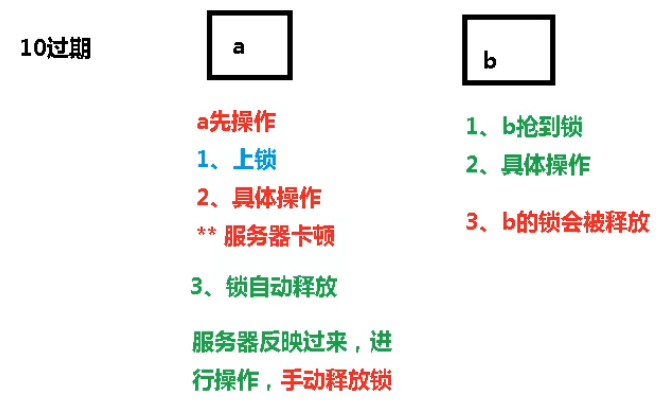 10过期
a
a先操作
1、上锁
2、具体操作
** 服务器卡顿
3、锁自动释放
服务器反映过来，进
行操作，手动释放锁
b
1、b抢到锁
2、具体操作
3、b的锁会被释放